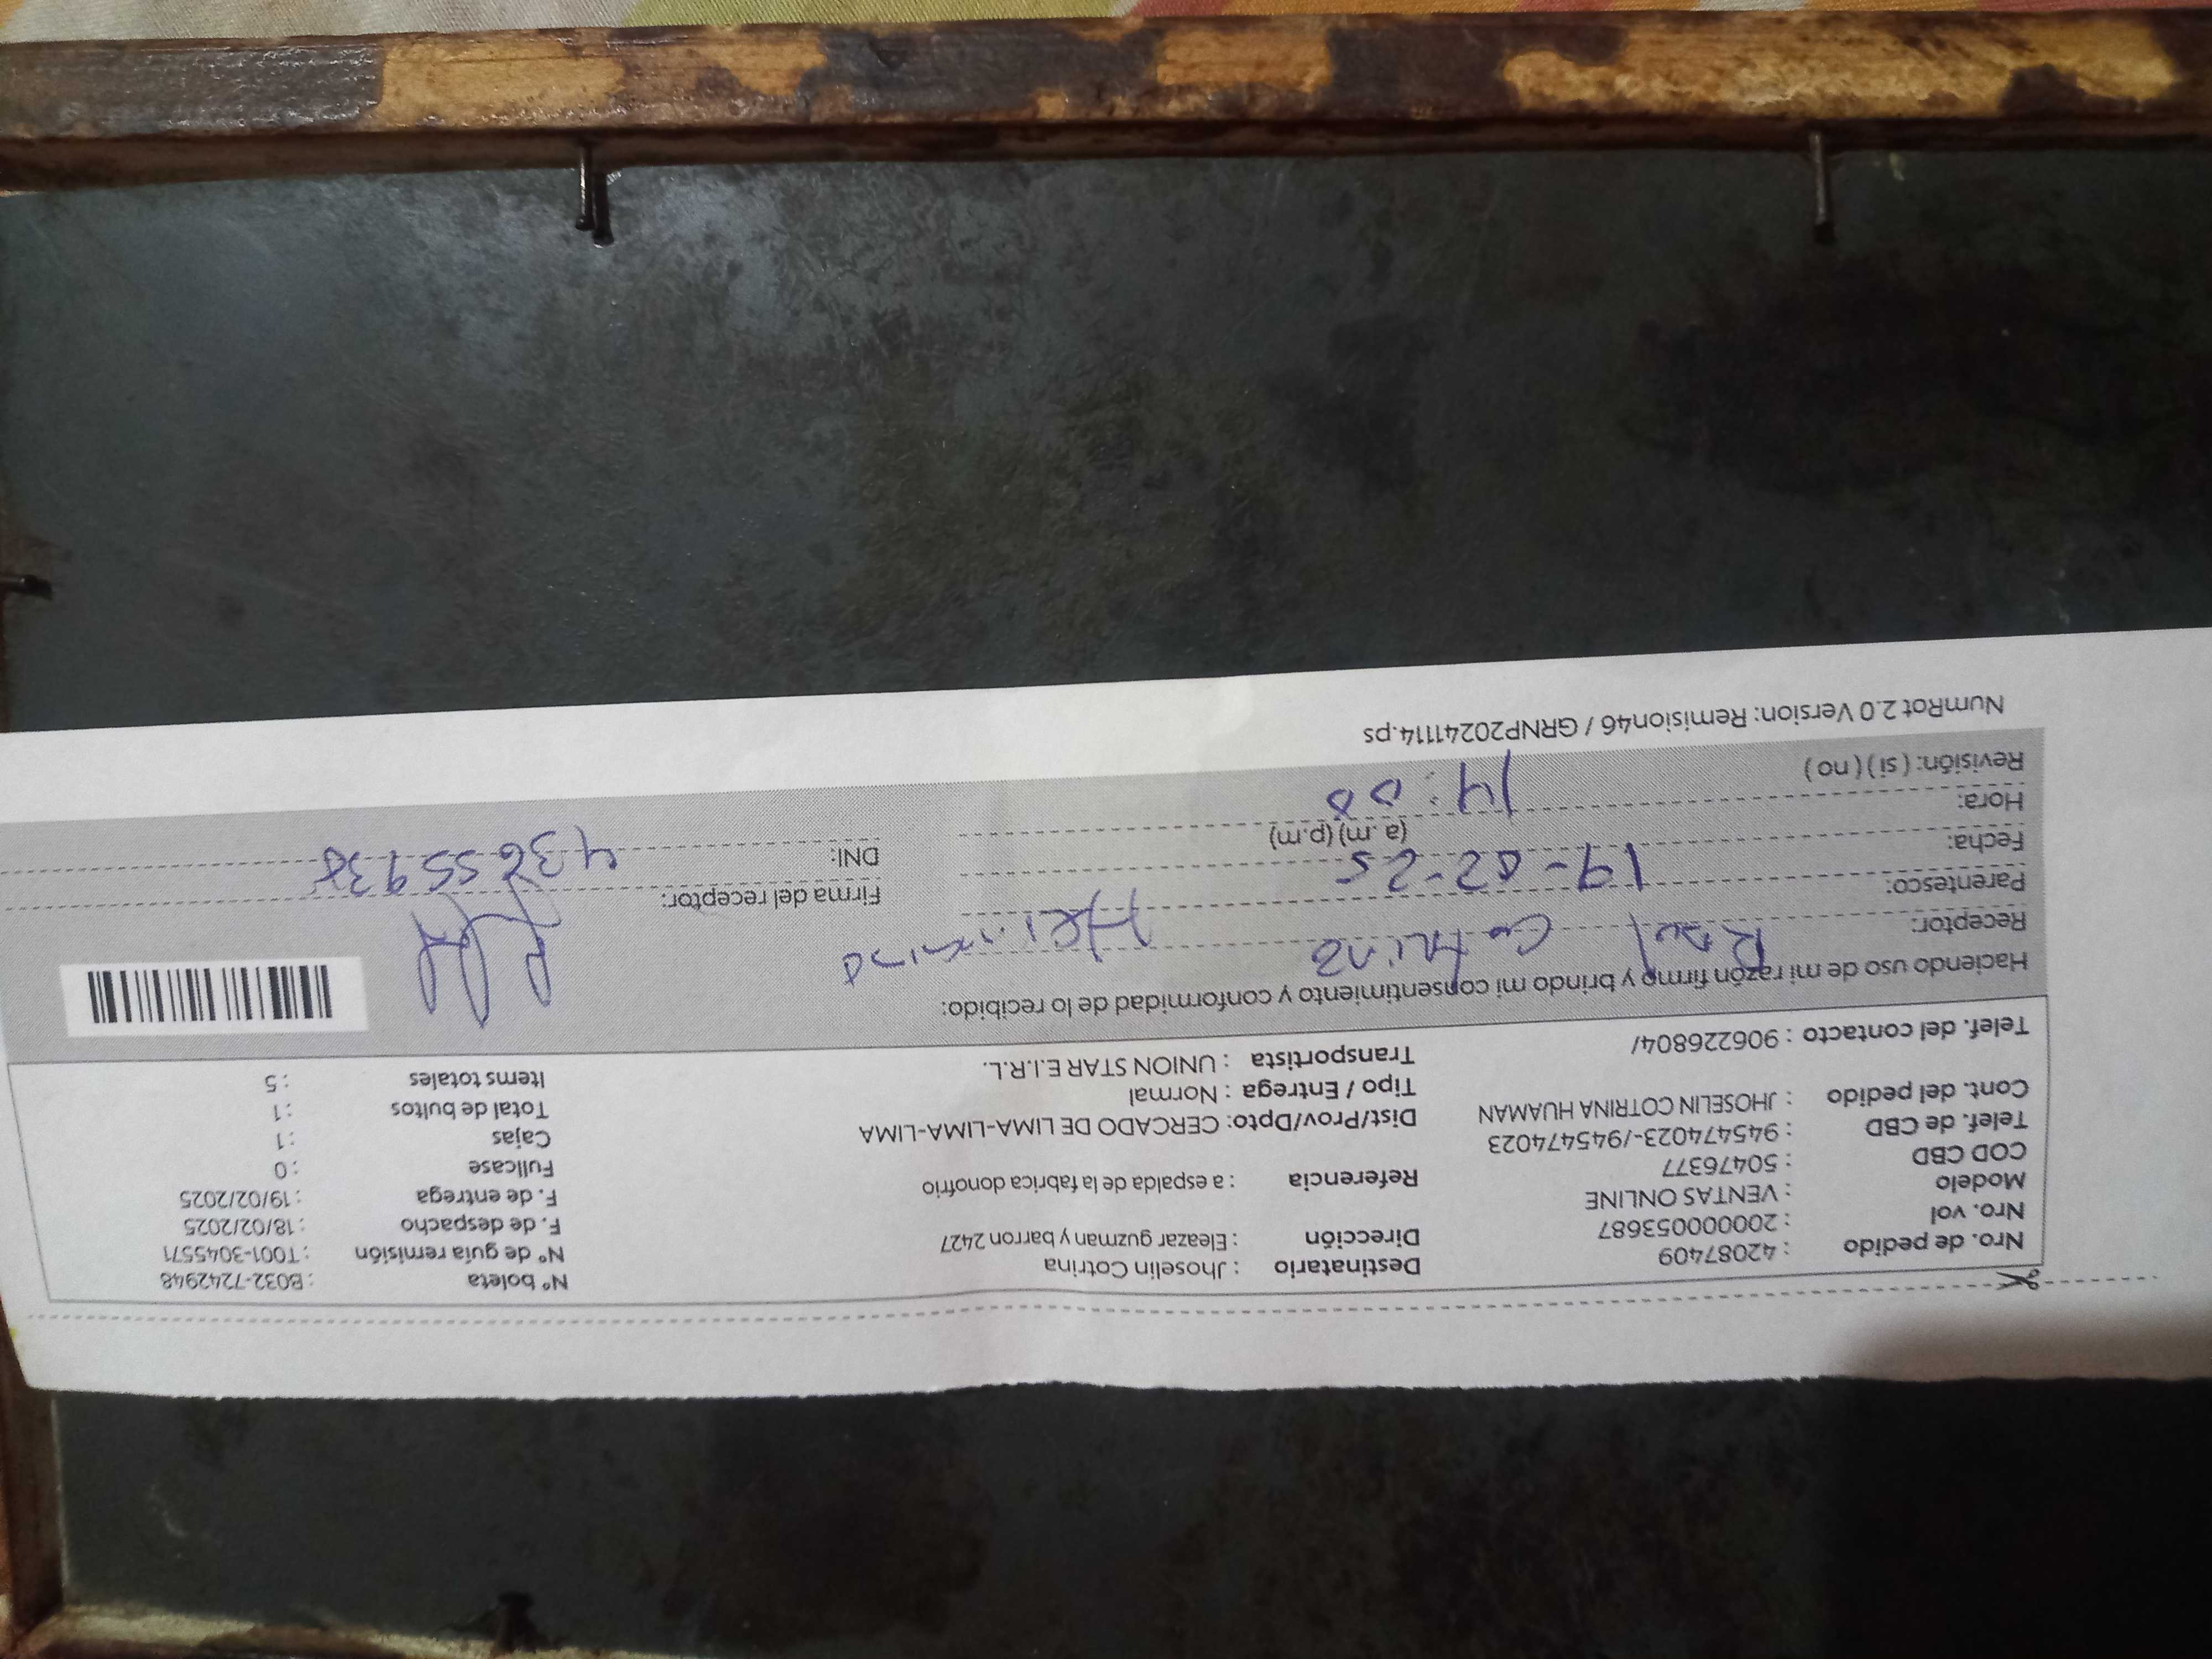 Nro. de pedido : 42087409
Nro. vol : 2000005368​7
Modelo : VENTAS ONLINE
COD CBD : 50476377
Telef. de CBD : 945474023-/945474023
Cont. del pedido : JHOSELIN COTRINA HUAMAN
Telef. del contacto : 906226804/
Destinatario : Jhoselin Cotrina
Dirección : Eleazar guzman y barron 2427
Referencia : a espalda de la fabrica donofrio
Dist/Prov/Dpto: CERCADO DE LIMA-LIMA-LIMA
Tipo / Entrega : Normal
Transportista : UNION STAR E.I.R.L.
N° boleta : B032-7242948
N° de guía remisión : T001-3045571
F. de despacho : 18/02/2025
F. de entrega : 19/02/2025
Fullcase : 0
Cajas : 1
Total de bultos : 1
Items totales : 5
Haciendo uso de mi razón firmo y brindo mi consentimiento y conformidad de lo recibido:
Receptor: Raul
Parentesco:
Fecha: 19-02-25
(a.m) (p.m)
Hora: 14:00
Revisión: ( si ) ( no )
Firma del receptor:
DNI:
NumRot 2.0 Version: Remision46 / GRNP20241114.ps